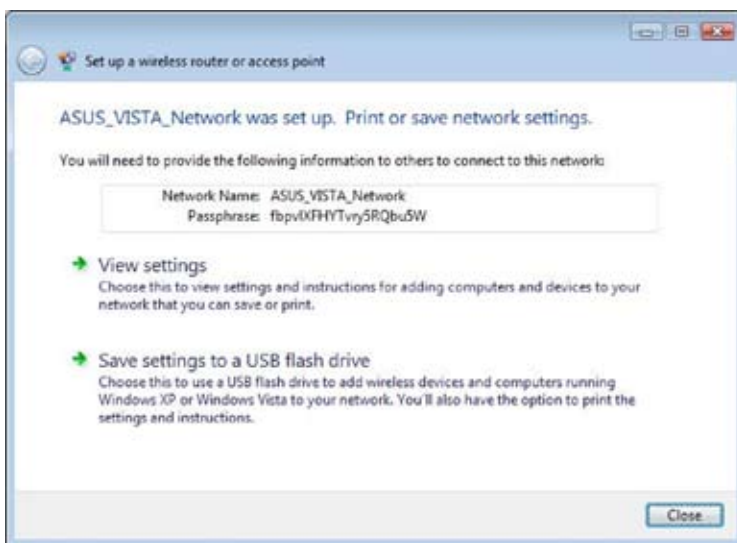 Set up a wireless router or access point
ASUS_VISTA_Network was set up. Print or save network settings.
You will need to provide the following information to others to connect to this network:
Network Name: ASUS_VISTA_Network
Passphrase:
View settings
Choose this to view settings and instructions for adding computers and devices to your
network that you can save or print.
Save settings to a USB flash drive
Choose this to use a USB flash drive to add wireless devices and computers running
Windows XP or Windows Vista to your network. You'll also have the option to print the
settings and instructions.
Close